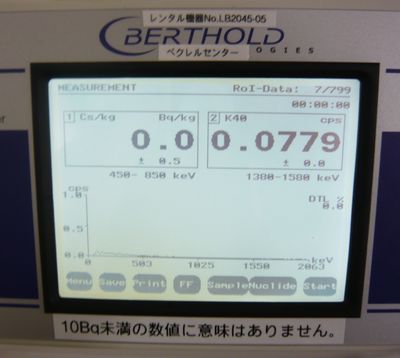 レンタル機器No.LB2045-05
BERTHOLD
ベクレルセンター OGIES
MEASUREMENT RoI-Data: 7/799
00:00:00
1 Cs/kg Bq/kg 2 K40 cps
0.0 0.0779
± 0.5 ± 0.0
450- 850 keV 1380-1580 keV
cps
1.0 DTL %
0.0
0.5
0.0 keV
0 503 1025 1550 2063
Menu Save Print FF Sample Nuclide Start
10Bq未満の数値に意味はありません。